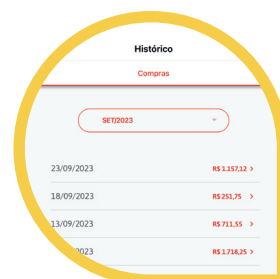 Histórico
Compras
SET/2023
23/09/2023 R$ 1.157,12 >
18/09/2023 R$ 251,75 >
13/09/2023 R$ 711,55 >
/2023 R$ 1.718,25 >